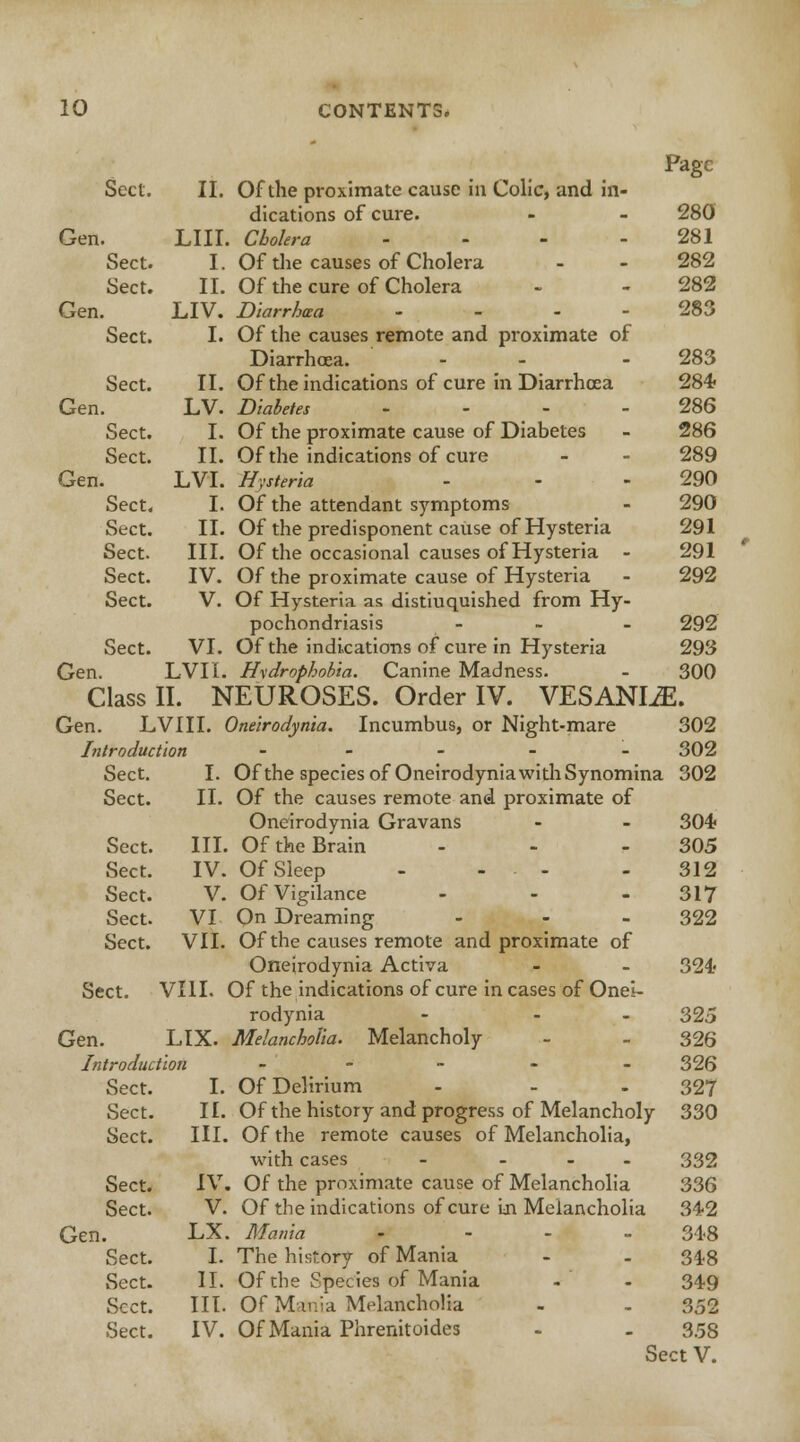 10 CONTENTS.
Page
Sect. II. Of the proximate cause in Colic, and in-
dications of cure. - - 280
Gen. LIII. Cholera - - - - 281
Sect. I. Of the causes of Cholera - - 282
Sect. II. Of the cure of Cholera - - 282
Gen. LIV. Diarrhœa - - - - 283
Sect. I. Of the causes remote and proximate of
Diarrhœa. - - - 283
Sect. II. Of the indications of cure in Diarrhœa 284
Gen. LV. Diabetes - - - - 286
Sect. I. Of the proximate cause of Diabetes - 286
Sect. II. Of the indications of cure - - 289
Gen. LVI. Hysteria - - - 290
Sect. I. Of the attendant symptoms - 290
Sect. II. Of the predisponent cause of Hysteria 291
Sect. III. Of the occasional causes of Hysteria - 291
Sect. IV. Of the proximate cause of Hysteria - 292
Sect. V. Of Hysteria as distiuquished from Hy-
pochondriasis - - - 292
Sect. VI. Of the indications of cure in Hysteria 293
Gen. LVII. Hydrophobia. Canine Madness. - 300
Class II. NEUROSES. Order IV. VESANIÆ.
Gen. LVIII. Oneirodynia. Incumbus, or Night-mare 302
Introduction - - - - - 302
Sect. I. Of the species of Oneirodynia with Synomina 302
Sect. II. Of the causes remote and proximate of
Oneirodynia Gravans - - 304
Sect. III. Of the Brain - - - 305
Sect. IV. Of Sleep - - - - 312
Sect. V. Of Vigilance - - - 317
Sect. VI On Dreaming - - - 322
Sect. VII. Of the causes remote and proximate of
Oneirodynia Activa - - 324
Sect. VIII. Of the indications of cure in cases of Onei-
rodynia - - - 325
Gen. LIX. Melancholia. Melancholy - - 326
Introduction - - - - - 326
Sect. I. Of Delirium - - - 327
Sect. II. Of the history and progress of Melancholy 330
Sect. III. Of the remote causes of Melancholia,
with cases - - - - 332
Sect. IV. Of the proximate cause of Melancholia 336
Sect. V. Of the indications of cure in Melancholia 342
Gen. LX. Mania - - - - 348
Sect. I. The history of Mania - - 348
Sect. II. Of the Species of Mania - - 349
Sect. III. Of Mania Melancholia - - 352
Sect. IV. Of Mania Phrenitoides - - 358
Sect V.